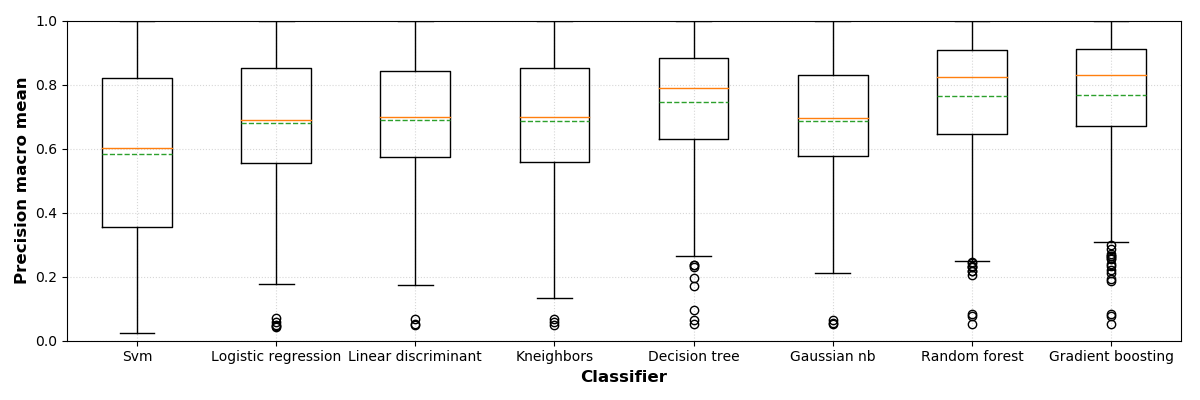 Precision macro mean
1.0
0.8
0.6
0.4
0.2
0.0
Svm Logistic regression Linear discriminant Kneighbors Decision tree Gaussian nb Random forest Gradient boosting
Classifier